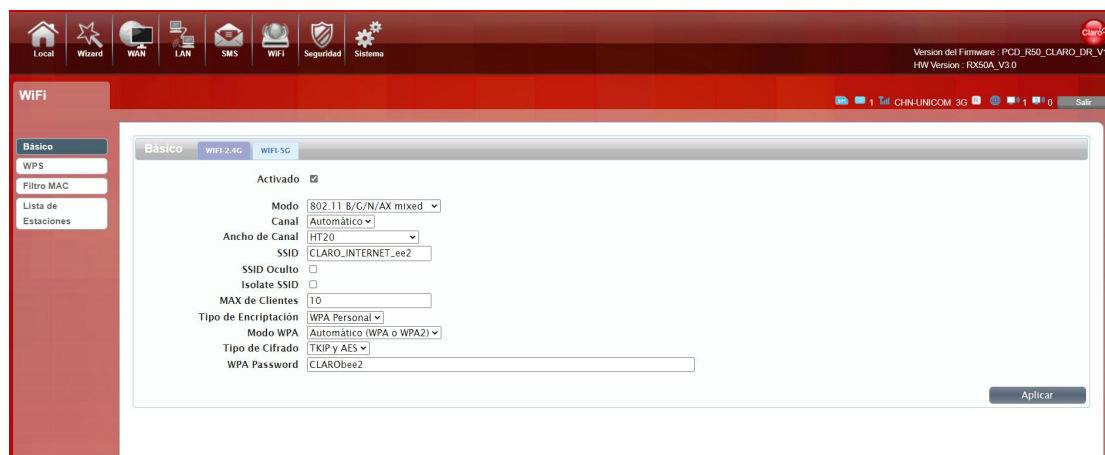 Local Wizard WAN LAN SMS WiFi Seguridad Sistema
Claro
Version del Firmware : PCD_R50_CLARO_DR_V1
HW Version : RX50A_V3.0
WiFi
1 CHN-UNICOM 3G R 1 0 Salir
Básico
WPS
Filtro MAC
Lista de
Estaciones
Básico WIFI-2.4G WIFI-5G
Activado
Modo 802.11 B/G/N/AX mixed
Canal Automático
Ancho de Canal HT20
SSID CLARO_INTERNET_ee2
SSID Oculto
Isolate SSID
MAX de Clientes 10
Tipo de Encriptación WPA Personal
Modo WPA Automático (WPA o WPA2)
Tipo de Cifrado TKIP y AES
WPA Password CLARObee2
Aplicar